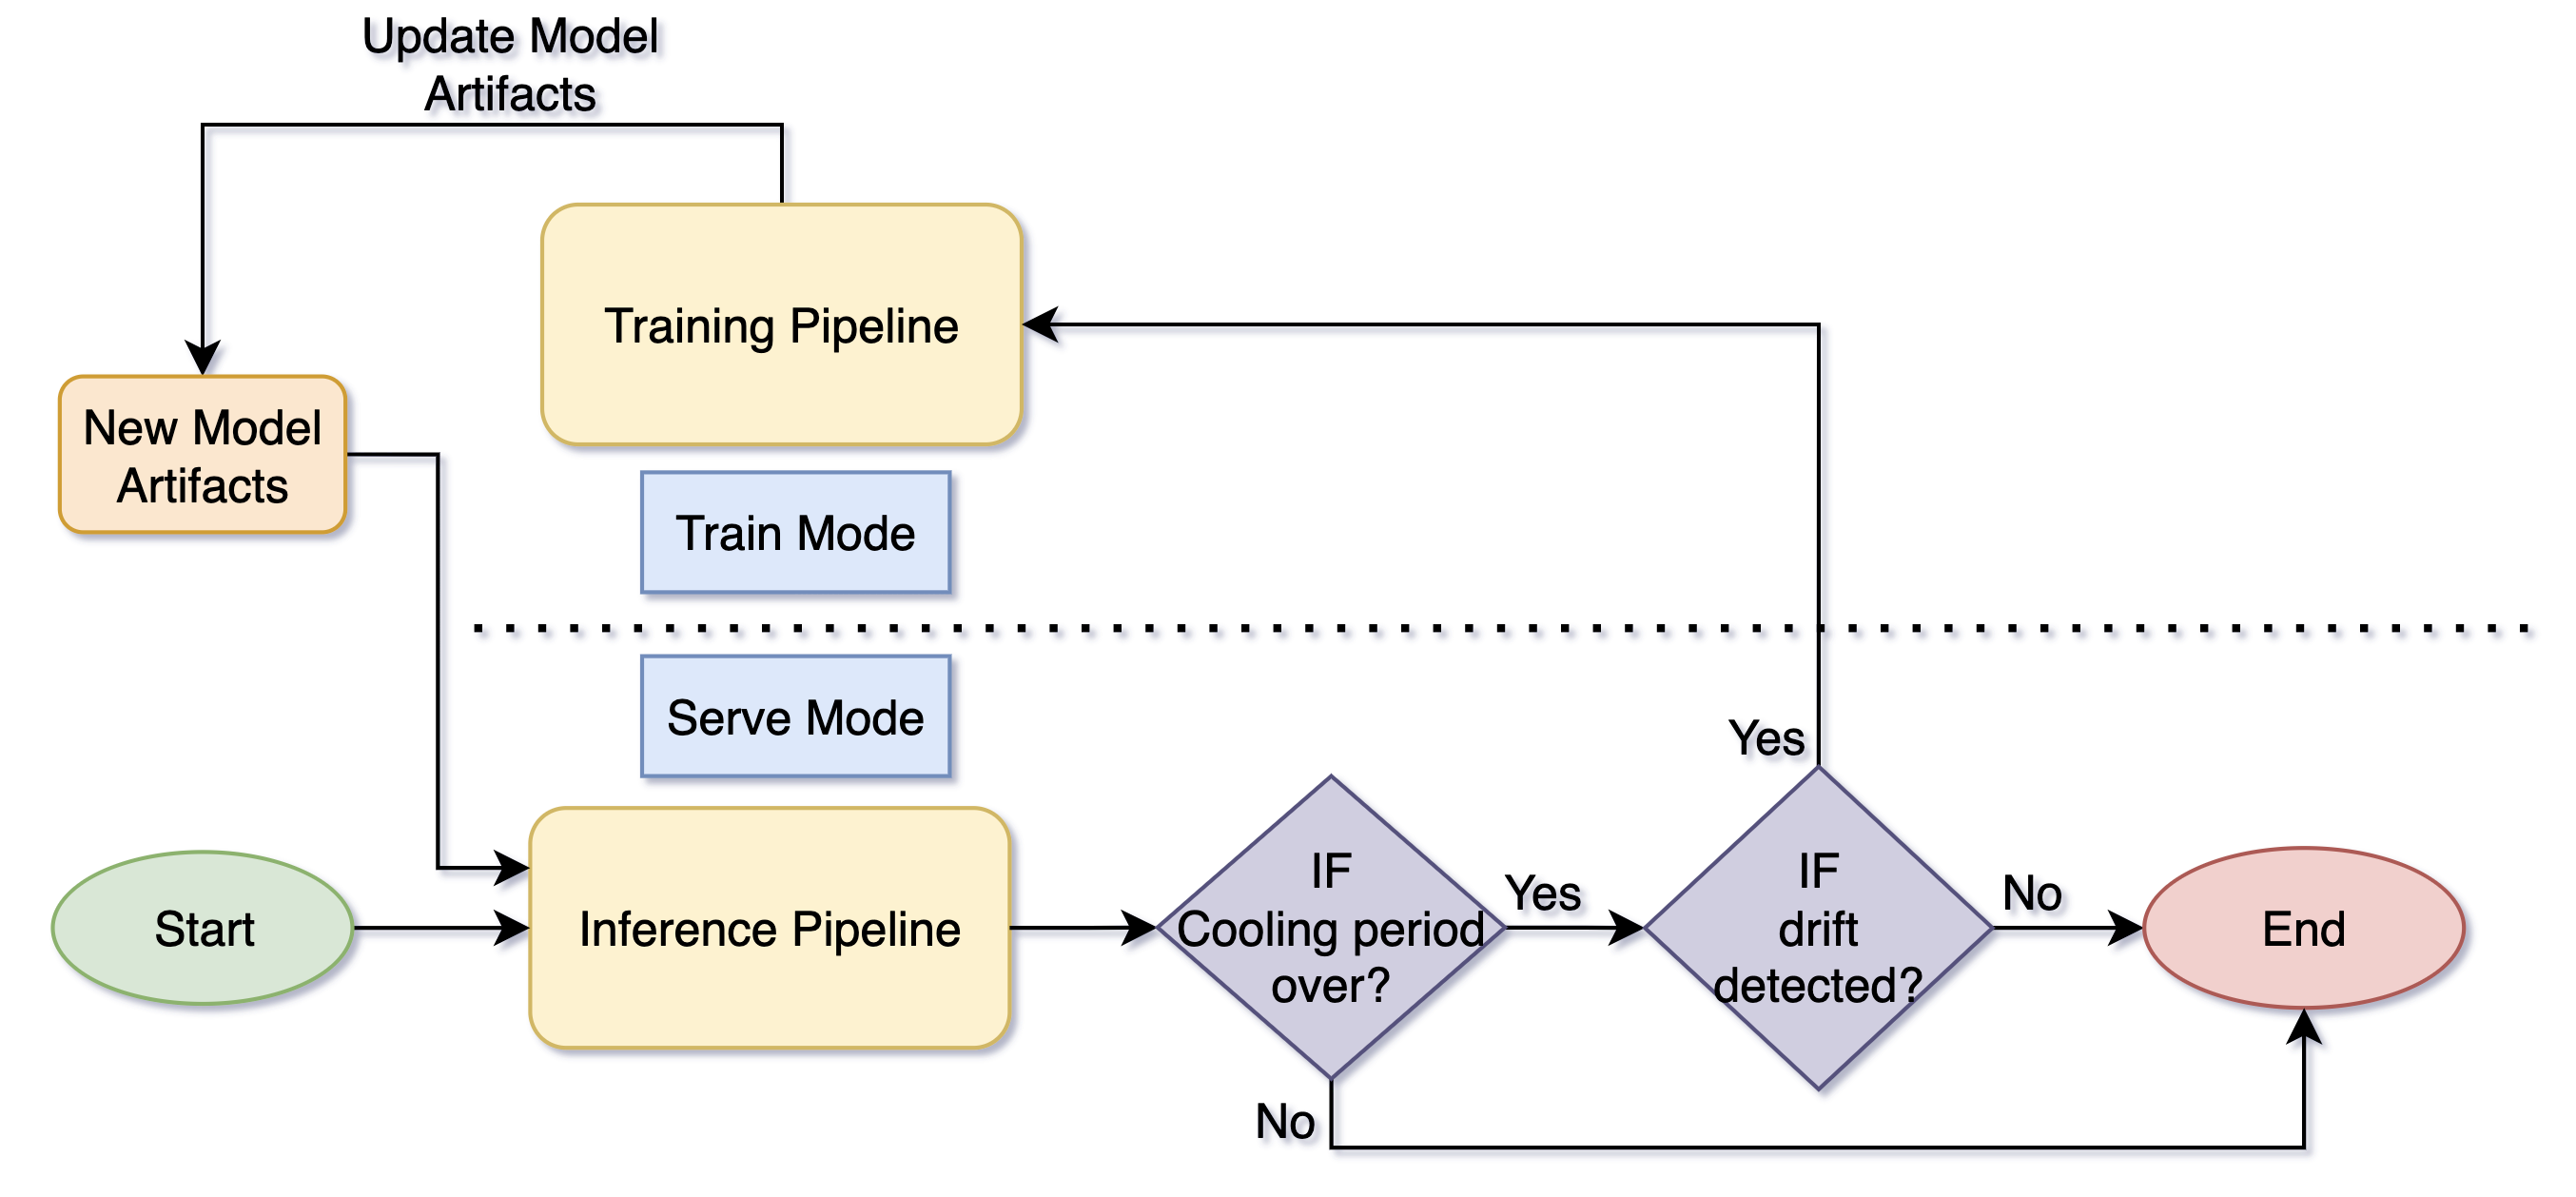 Update Model
Artifacts
Training Pipeline
New Model
Artifacts
Train Mode
Serve Mode
Yes
Start
Inference Pipeline
IF
Cooling period
over?
Yes
IF
drift
detected?
No
End
No